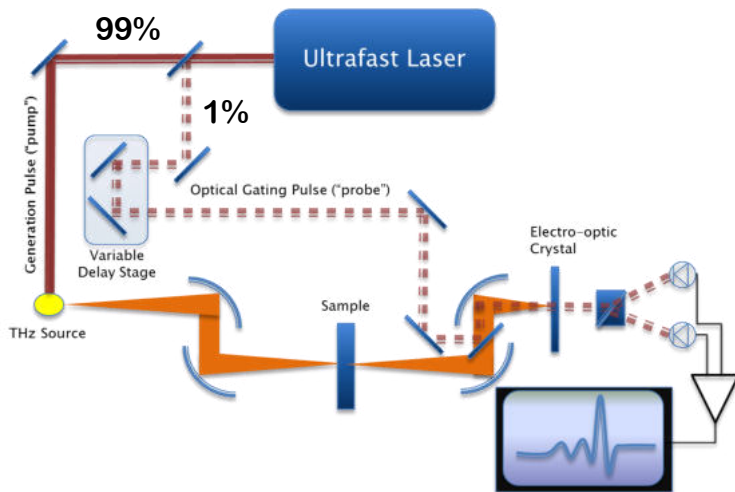 99%
Ultrafast Laser
1%
Generation Pulse (“pump”)
Optical Gating Pulse (“probe”)
Variable
Delay Stage
Electro-optic
Crystal
THz Source
Sample